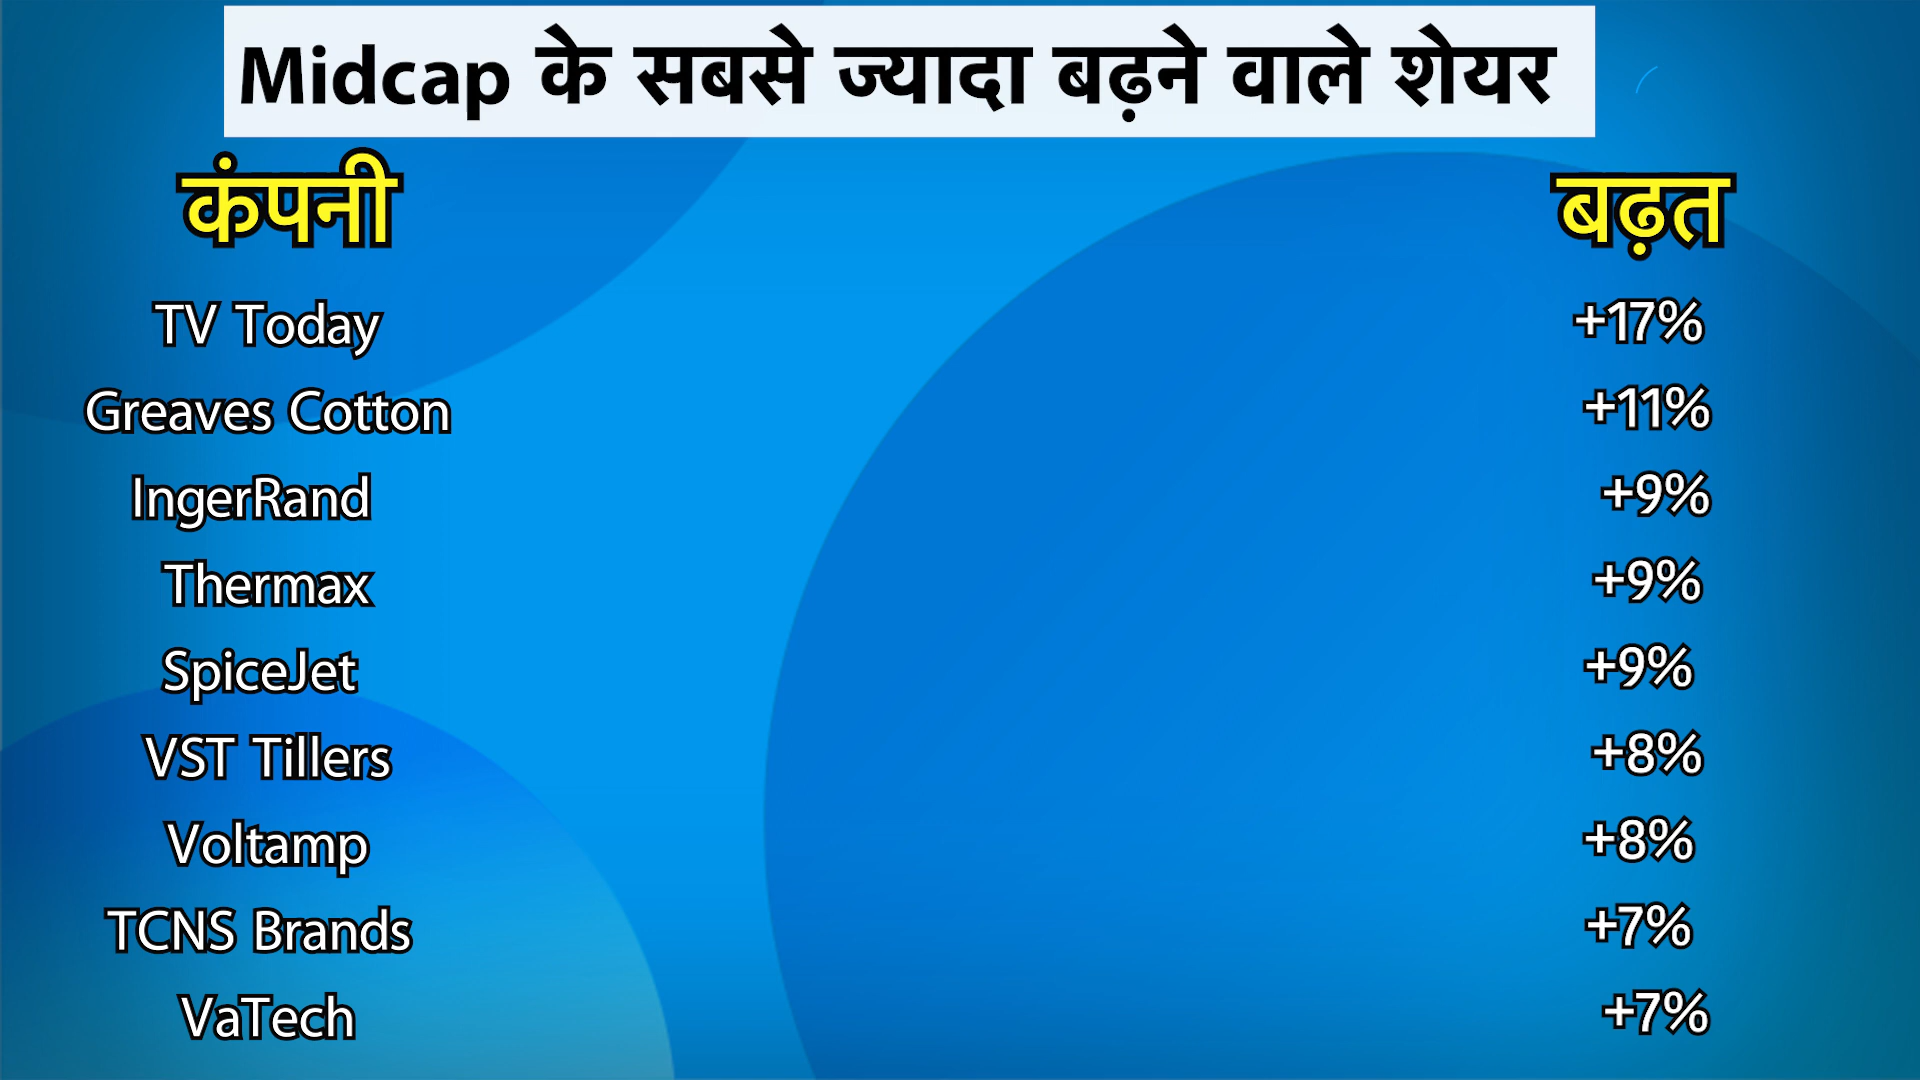 Midcap के सबसे ज्यादा बढ़ने वाले शेयर
कंपनी बढ़त
TV Today +17%
Greaves Cotton +11%
IngerRand +9%
Thermax +9%
SpiceJet +9%
VST Tillers +8%
Voltamp +8%
TCNS Brands +7%
VaTech +7%